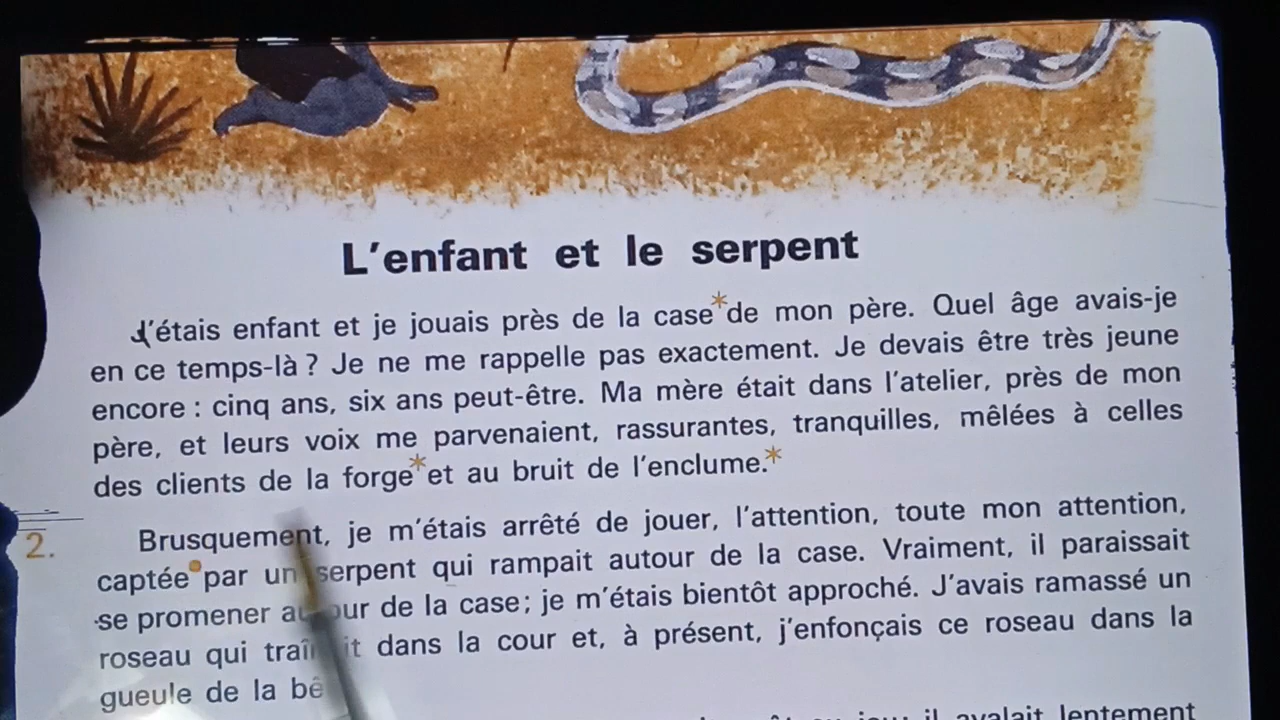 L'enfant et le serpent
J'étais enfant et je jouais près de la case* de mon père. Quel âge avais-je
en ce temps-là ? Je ne me rappelle pas exactement. Je devais être très jeune
encore : cinq ans, six ans peut-être. Ma mère était dans l'atelier, près de mon
père, et leurs voix me parvenaient, rassurantes, tranquilles, mêlées à celles
des clients de la forge* et au bruit de l'enclume.*
2.
Brusquement, je m'étais arrêté de jouer, l'attention, toute mon attention,
captée par un serpent qui rampait autour de la case. Vraiment, il paraissait
se promener autour de la case; je m'étais bientôt approché. J'avais ramassé un
roseau qui traînait dans la cour et, à présent, j'enfonçais ce roseau dans la
gueule de la
il avalait lentement